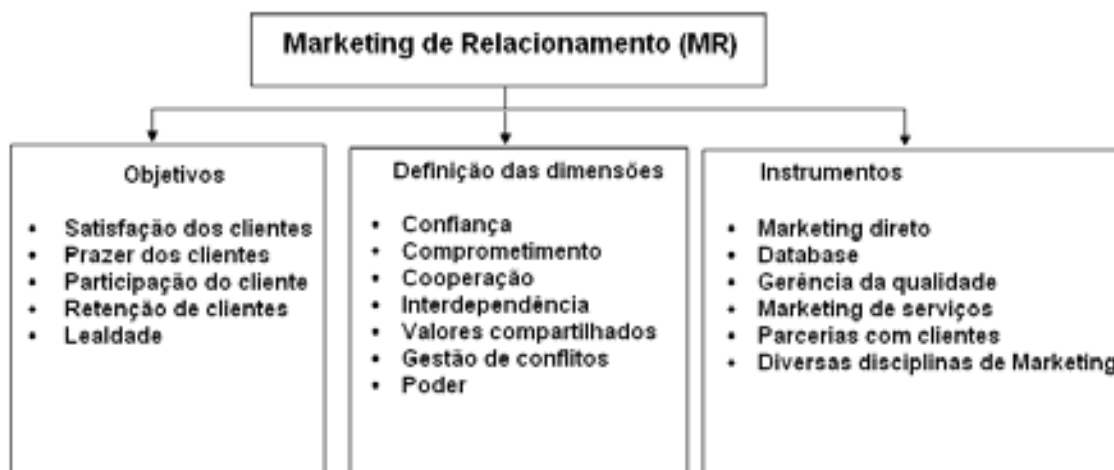 Marketing de Relacionamento (MR)
Objetivos
• Satisfação dos clientes
• Prazer dos clientes
• Participação do cliente
• Retenção de clientes
• Lealdade
Definição das dimensões
• Confiança
• Comprometimento
• Cooperação
• Interdependência
• Valores compartilhados
• Gestão de conflitos
• Poder
Instrumentos
• Marketing direto
• Database
• Gerência da qualidade
• Marketing de serviços
• Parcerias com clientes
• Diversas disciplinas de Marketing